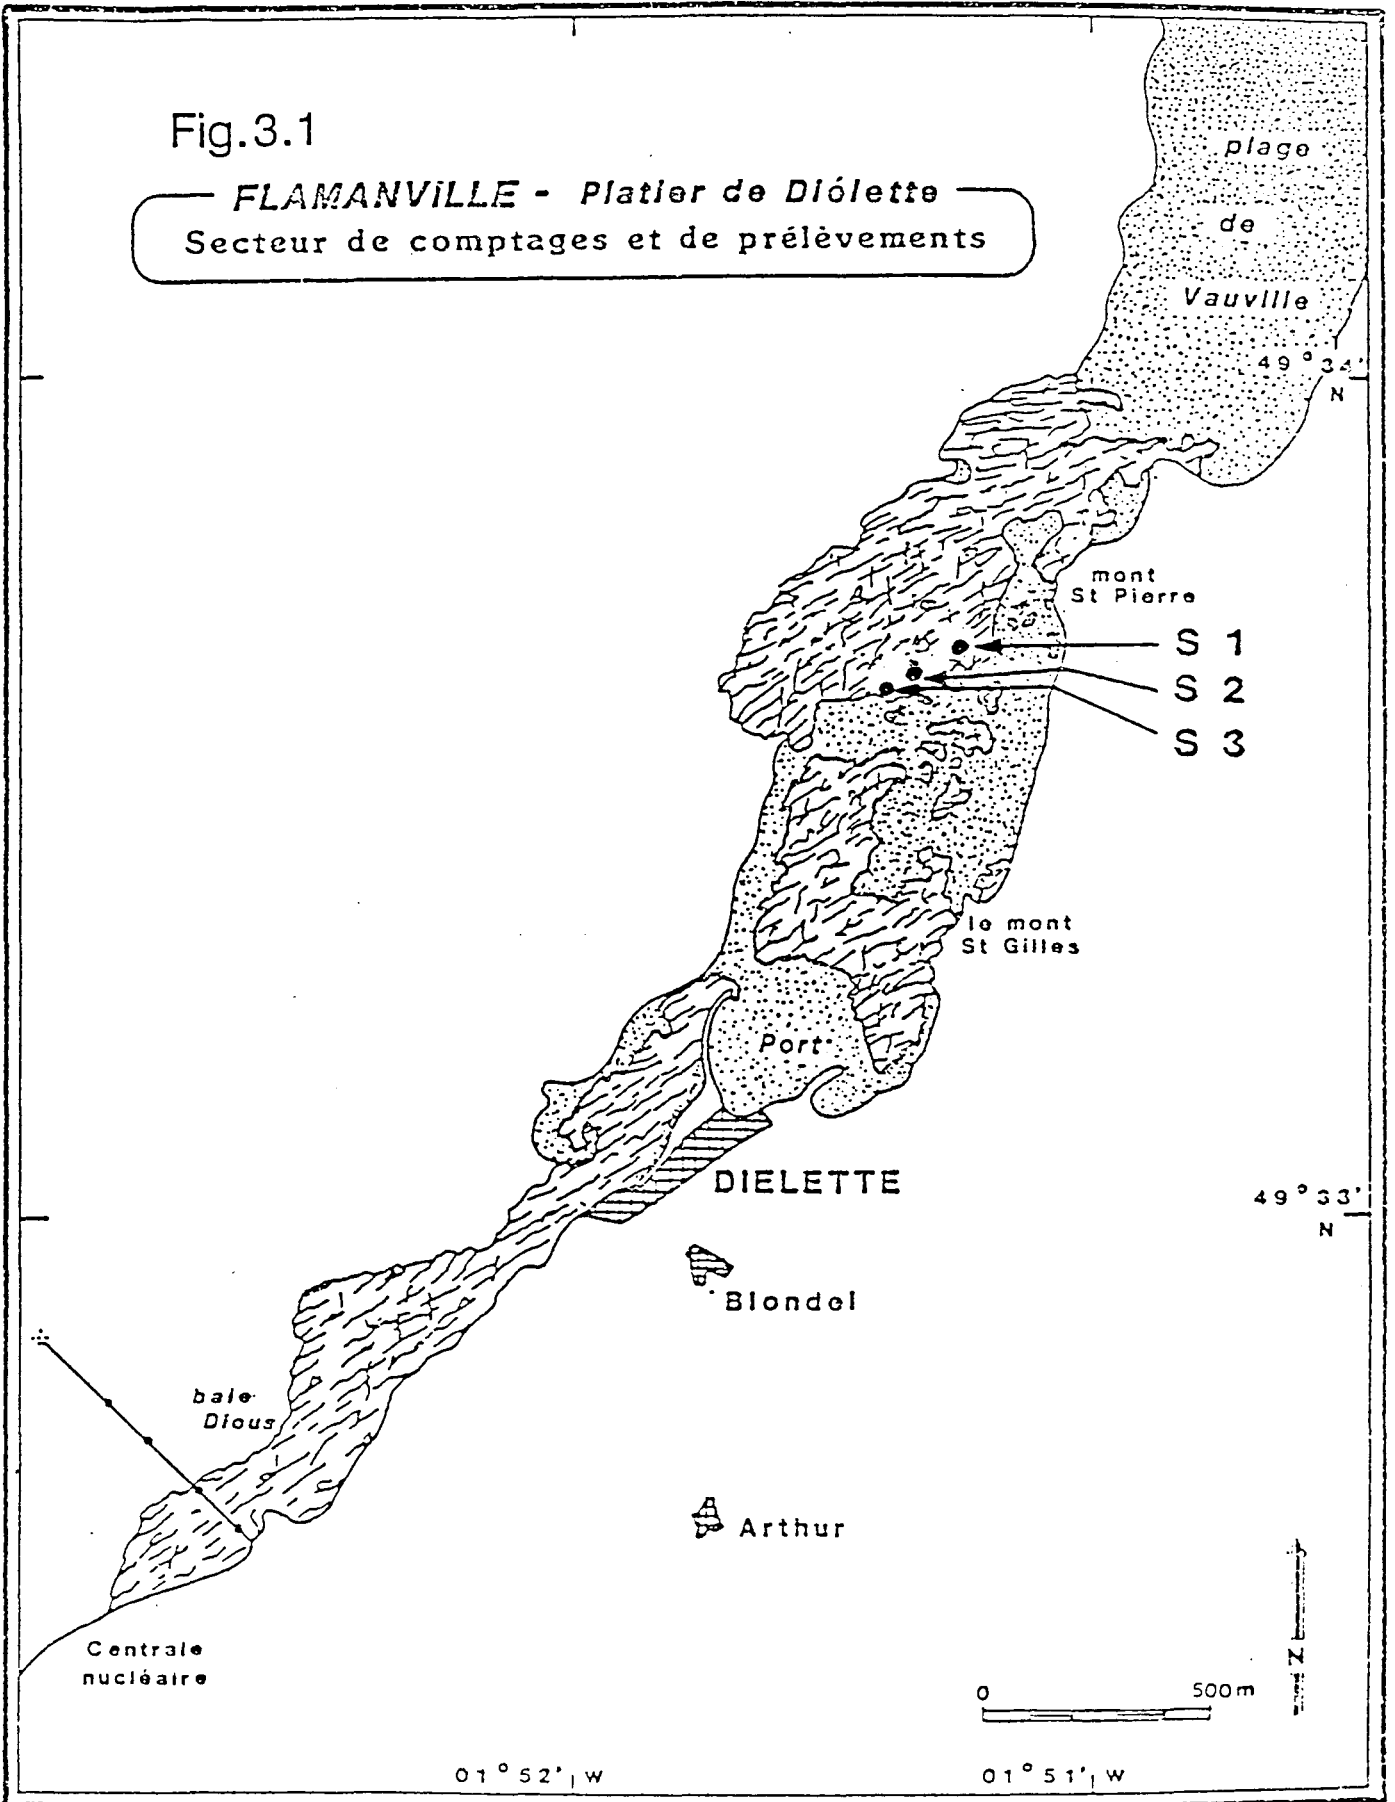 Fig.3.1
FLAMANVILLE - Platier de Diélette
Secteur de comptages et de prélèvements
plage
de
Vauville
49° 34'
N
mont
St Pierre
S 1
S 2
S 3
le mont
St Gilles
Port
DIELETTE
49° 33'
N
Blondel
baie
Dious
Arthur
Centrale
nucléaire
0 500m
N
01° 52' W 01° 51' W